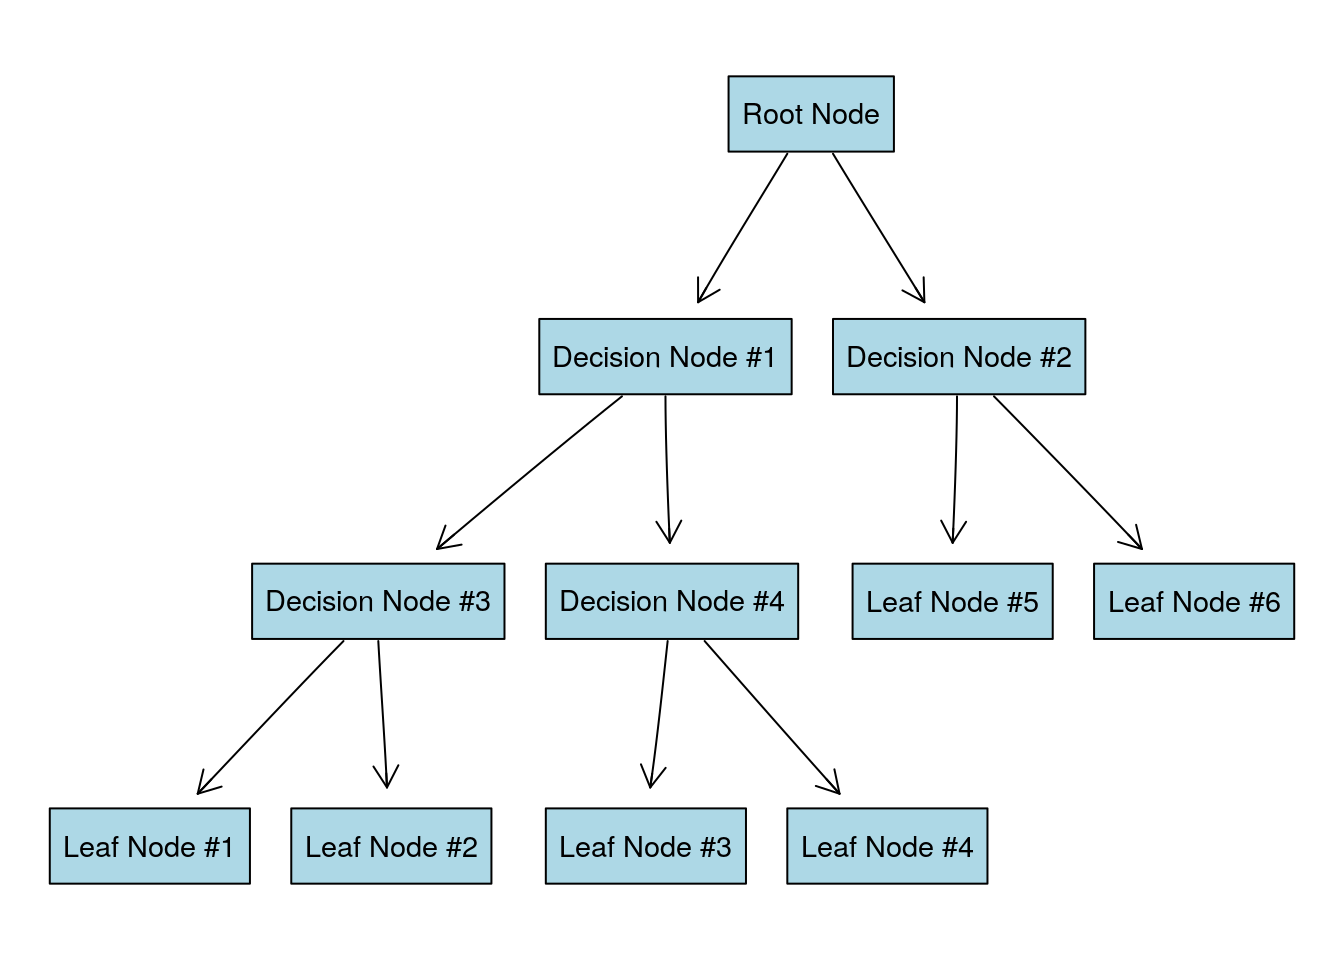 Root Node
Decision Node #1
Decision Node #2
Decision Node #3
Decision Node #4
Leaf Node #5
Leaf Node #6
Leaf Node #1
Leaf Node #2
Leaf Node #3
Leaf Node #4